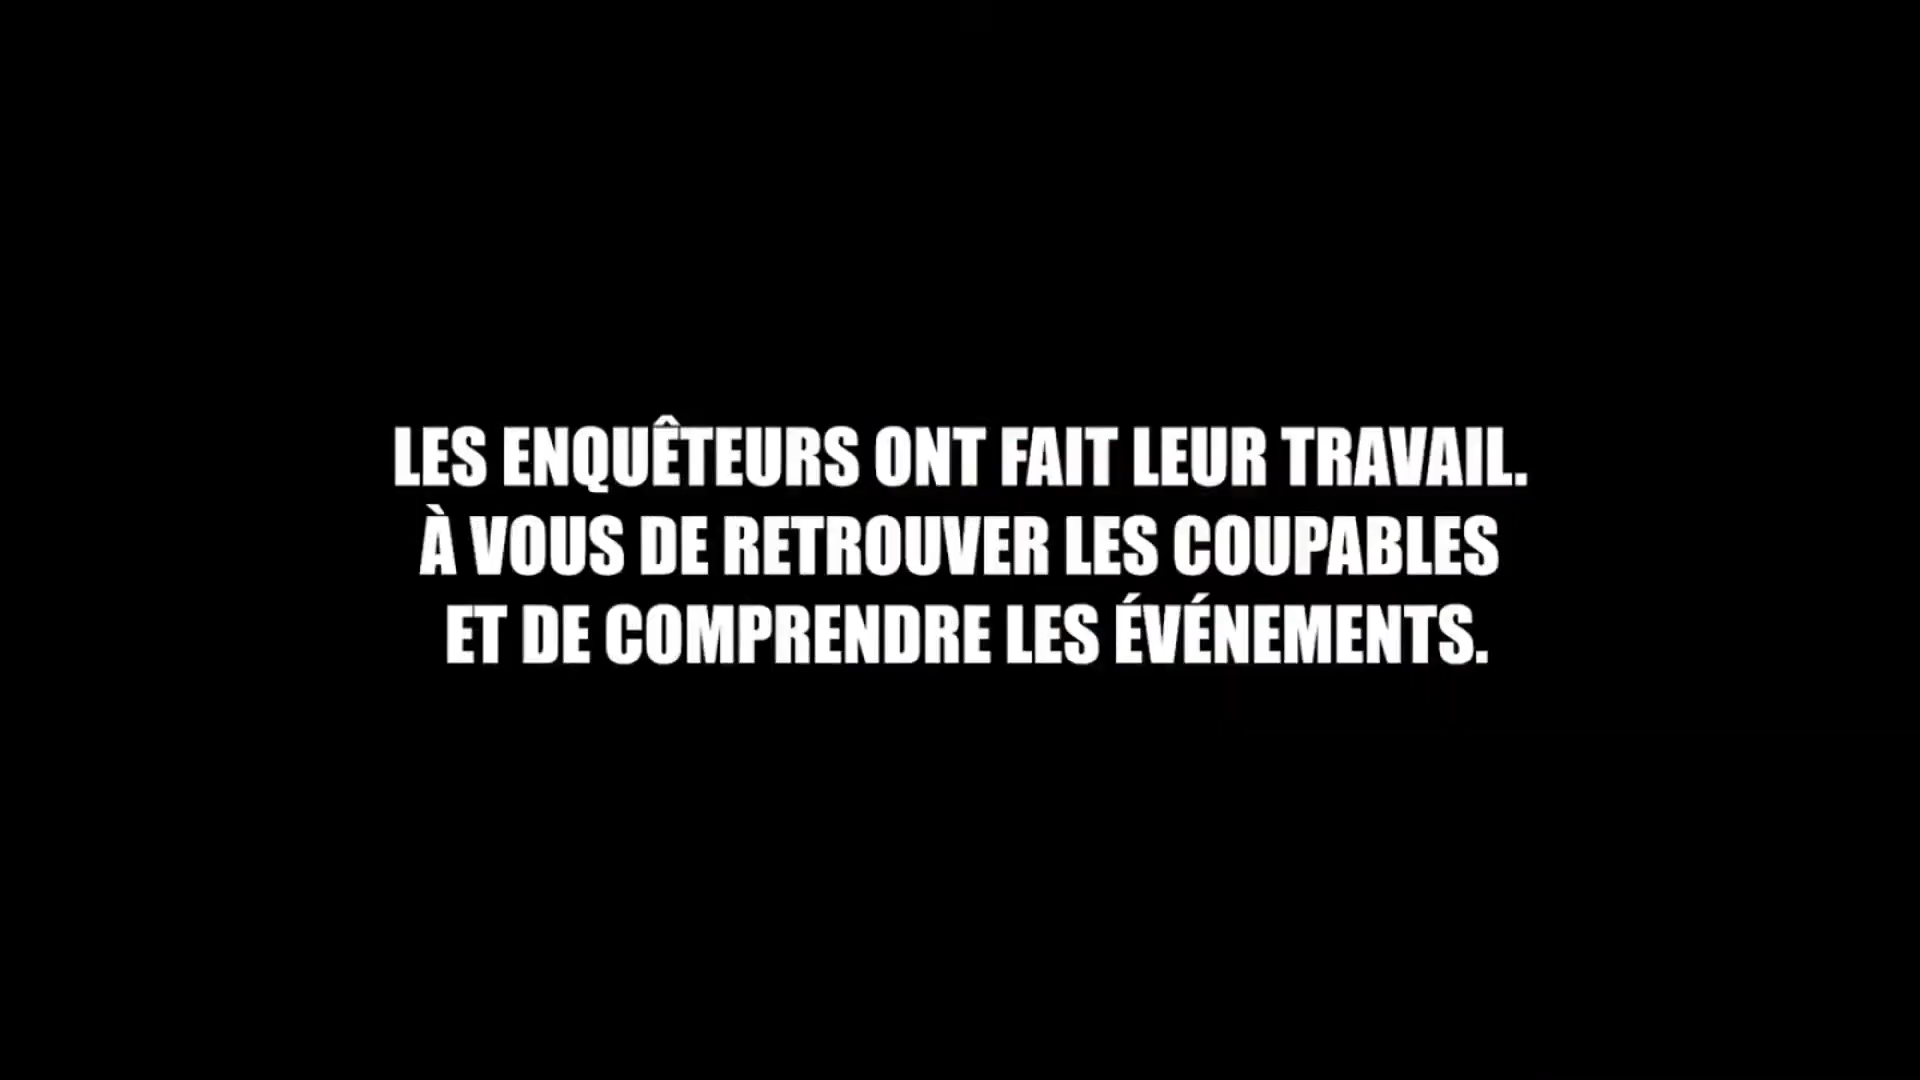 LES ENQUÊTEURS ONT FAIT LEUR TRAVAIL.
À VOUS DE RETROUVER LES COUPABLES
ET DE COMPRENDRE LES ÉVÉNEMENTS.